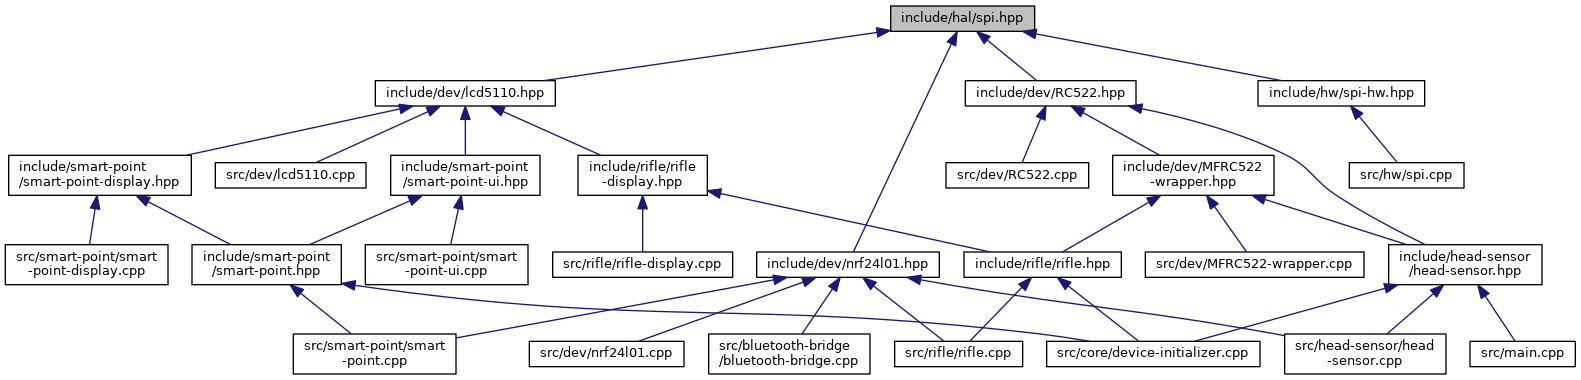 include/hal/spi.hpp
include/dev/lcd5110.hpp
include/dev/RC522.hpp
include/hw/spi-hw.hpp
include/smart-point
/smart-point-display.hpp
src/dev/lcd5110.cpp
include/smart-point
/smart-point-ui.hpp
include/rifle/rifle
-display.hpp
src/dev/RC522.cpp
include/dev/MFRC522
-wrapper.hpp
src/hw/spi.cpp
src/smart-point/smart
-point-display.cpp
include/smart-point
/smart-point.hpp
src/smart-point/smart
-point-ui.cpp
src/rifle/rifle-display.cpp
include/dev/nrf24l01.hpp
include/rifle/rifle.hpp
src/dev/MFRC522-wrapper.cpp
include/head-sensor
/head-sensor.hpp
src/smart-point/smart
-point.cpp
src/dev/nrf24l01.cpp
src/bluetooth-bridge
/bluetooth-bridge.cpp
src/rifle/rifle.cpp
src/core/device-initializer.cpp
src/head-sensor/head
-sensor.cpp
src/main.cpp